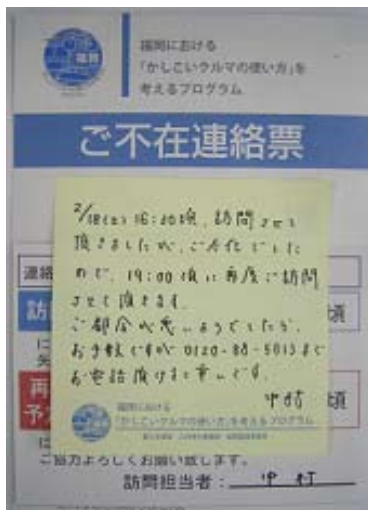 福岡における
「かしこいクルマの使い方」を
考えるプログラム
福岡
ご不在連絡票
2/18(土) 16:20頃、訪問させて
頂きましたが、ご不在でした
ので、19:00頃に再度ご訪問
させて頂きます。
ご都合が悪いようでしたら、
お手数ですが 0120-88-5013まで
お電話頂けると幸いです。
中村
連絡
訪
頃
に
再
予
頃
福岡における
「かしこいクルマの使い方」を考えるプログラム
に
ご協力よろしくお願い致します。
訪問担当者：中村